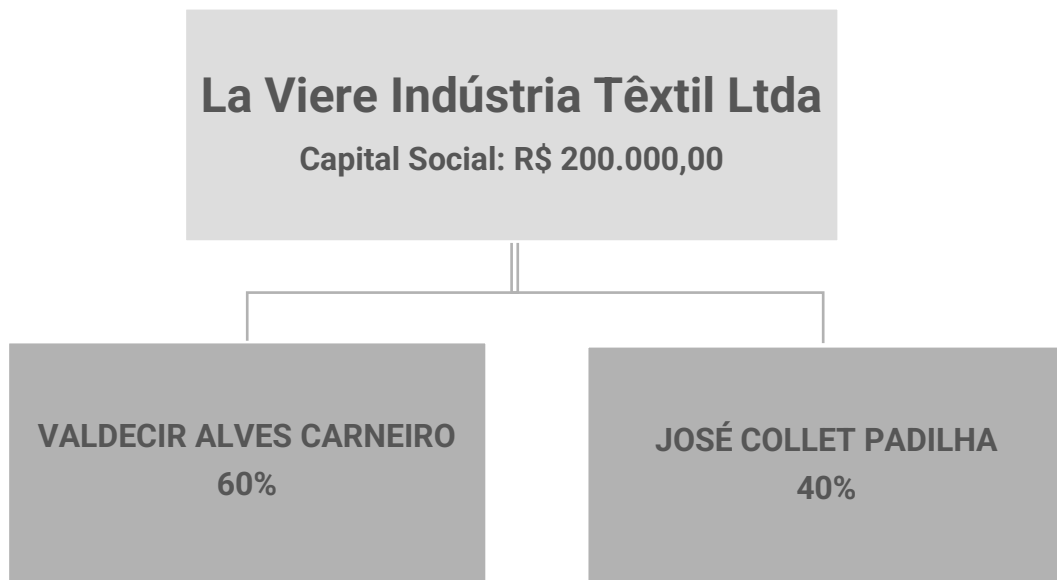 La Viere Indústria Têxtil Ltda
Capital Social: R$ 200.000,00
VALDECIR ALVES CARNEIRO
60%
JOSÉ COLLET PADILHA
40%